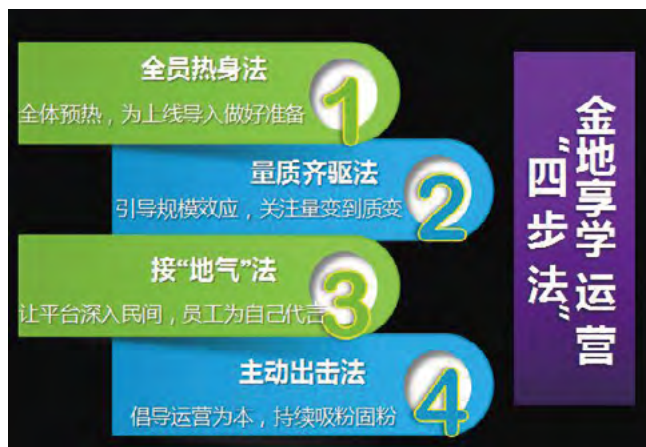 全员热身法
1
全体预热，为上线导入做好准备
量质齐驱法
2
引导规模效应，关注量变到质变
接“地气”法
3
让平台深入民间，员工为自己代言
主动出击法
4
倡导运营为本，持续吸粉固粉
金地享学运营
“四步法”